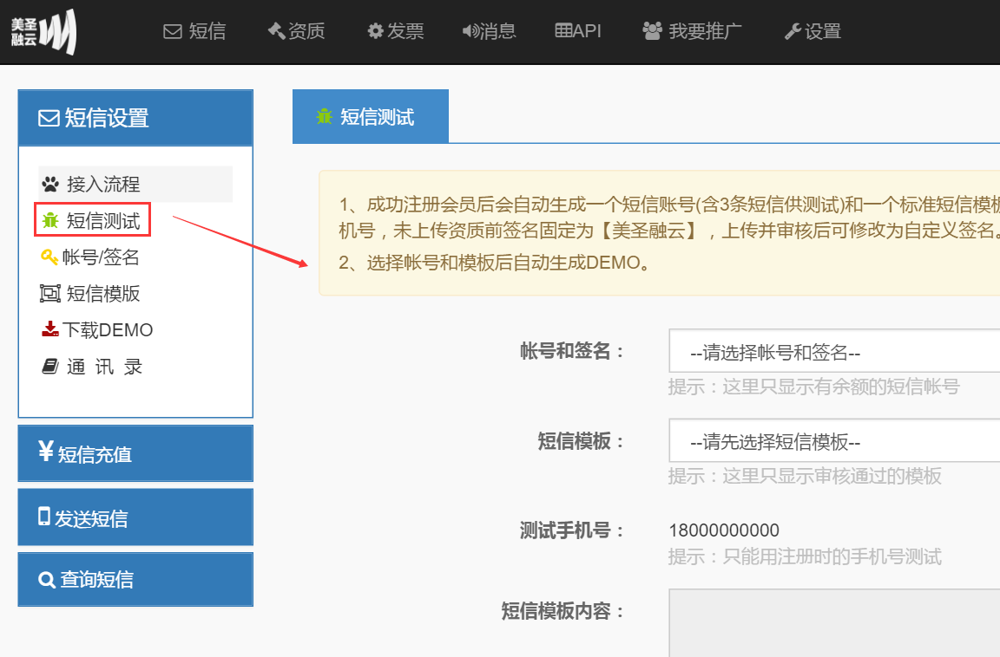 美圣
融云
短信 资质 发票 消息 API 我要推广 设置
短信设置
接入流程
短信测试
帐号/签名
短信模版
下载DEMO
通 讯 录
¥短信充值
发送短信
查询短信
短信测试
1、成功注册会员后会自动生成一个短信账号(含3条短信供测试)和一个标准短信模板
机号，未上传资质前签名固定为【美圣融云】，上传并审核后可修改为自定义签名。
2、选择帐号和模板后自动生成DEMO。
帐号和签名： --请选择帐号和签名--
提示：这里只显示有余额的短信帐号
短信模板： --请先选择短信模板--
提示：这里只显示审核通过的模板
测试手机号： 18000000000
提示：只能用注册时的手机号测试
短信模板内容：